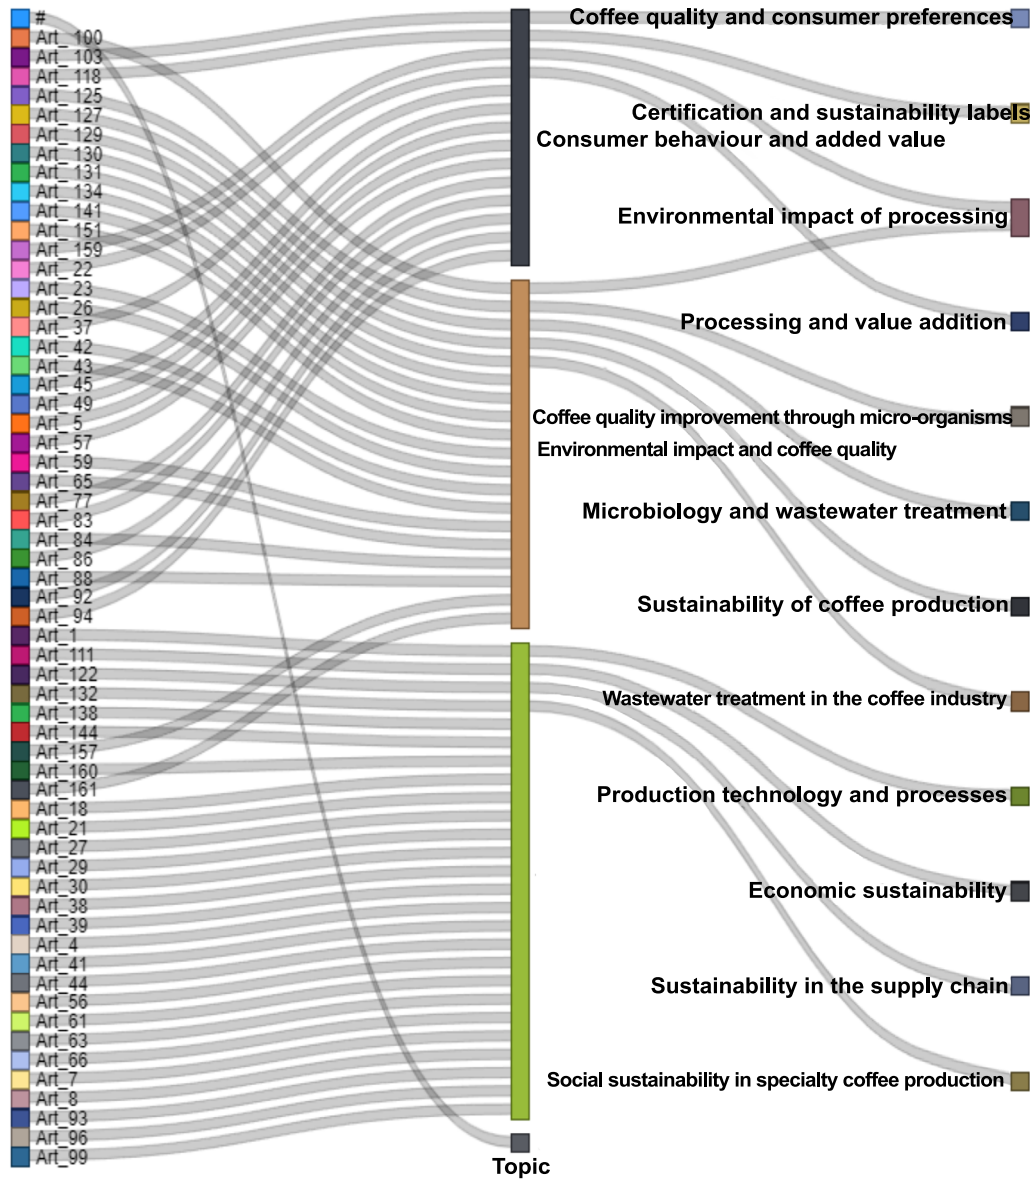 #
Art_100
Art_103
Art_118
Art_125
Art_127
Art_129
Art_130
Art_131
Art_134
Art_141
Art_151
Art_159
Art_22
Art_23
Art_26
Art_37
Art_42
Art_43
Art_45
Art_49
Art_5
Art_57
Art_59
Art_65
Art_77
Art_83
Art_84
Art_86
Art_88
Art_92
Art_94
Art_1
Art_111
Art_122
Art_132
Art_138
Art_144
Art_157
Art_160
Art_161
Art_18
Art_21
Art_27
Art_29
Art_30
Art_38
Art_39
Art_4
Art_41
Art_44
Art_56
Art_61
Art_63
Art_66
Art_7
Art_8
Art_93
Art_96
Art_99
Consumer behaviour and added value
Environmental impact and coffee quality
Topic
Coffee quality and consumer preferences
Certification and sustainability labels
Environmental impact of processing
Processing and value addition
Coffee quality improvement through micro-organisms
Microbiology and wastewater treatment
Sustainability of coffee production
Wastewater treatment in the coffee industry
Production technology and processes
Economic sustainability
Sustainability in the supply chain
Social sustainability in specialty coffee production